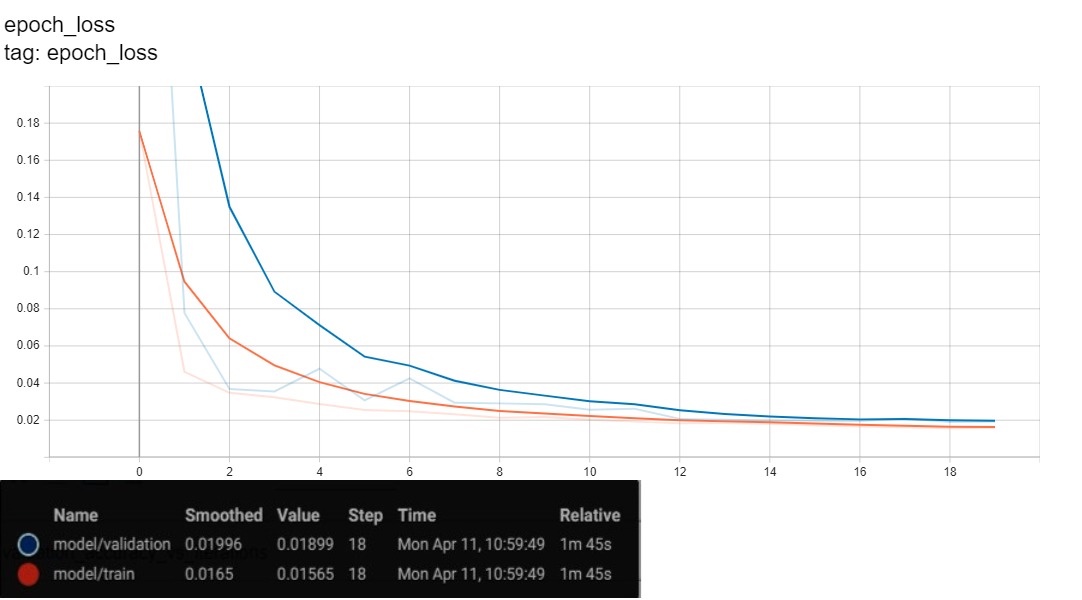 epoch_loss
tag: epoch_loss
0.18
0.16
0.14
0.12
0.1
0.08
0.06
0.04
0.02
0 2 4 6 8 10 12 14 16 18
Name Smoothed Value Step Time Relative
model/validation 0.01996 0.01899 18 Mon Apr 11, 10:59:49 1m 45s
model/train 0.0165 0.01565 18 Mon Apr 11, 10:59:49 1m 45s